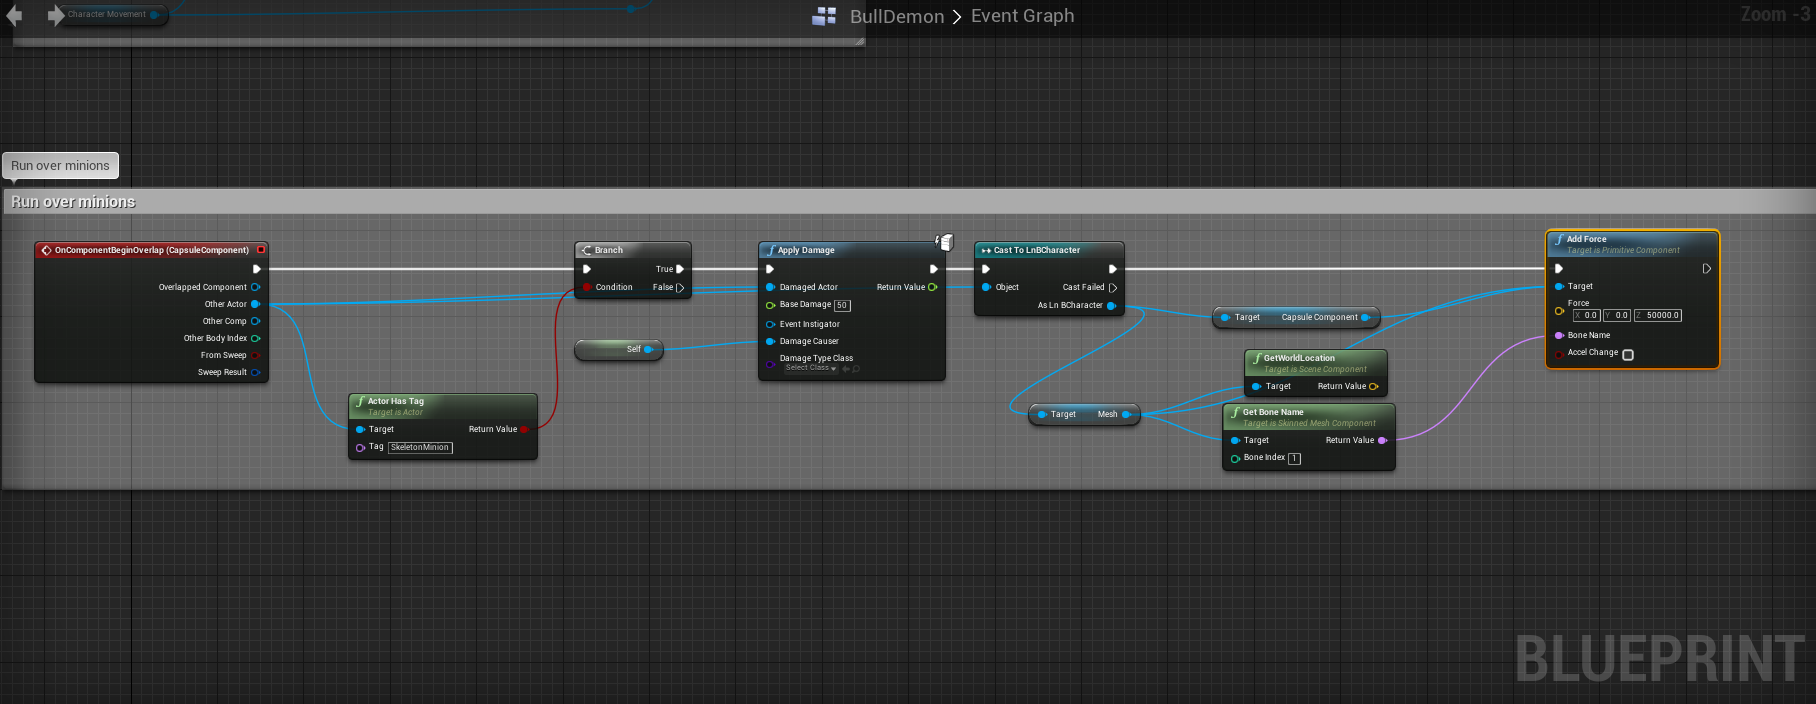 Character Movement
BullDemon > Event Graph
Zoom -3
Run over minions
Run over minions
OnComponentBeginOverlap (CapsuleComponent)
Overlapped Component
Other Actor
Other Comp
Other Body Index
From Sweep
Sweep Result
Actor Has Tag
Target is Actor
Target
Return Value
Tag SkeletonMinion
Branch
True
Condition
False
Self
Apply Damage
Damaged Actor
Return Value
Base Damage 50
Event Instigator
Damage Causer
Damage Type Class
Select Class
Cast To LnBCharacter
Object
Cast Failed
As Ln BCharacter
Target
Mesh
Target
Capsule Component
GetWorldLocation
Target is Scene Component
Target
Return Value
Get Bone Name
Target is Skinned Mesh Component
Target
Return Value
Bone Index 1
Add Force
Target is Primitive Component
Target
Force
X 0.0 Y 0.0 Z 50000.0
Bone Name
Accel Change
BLUEPRINT